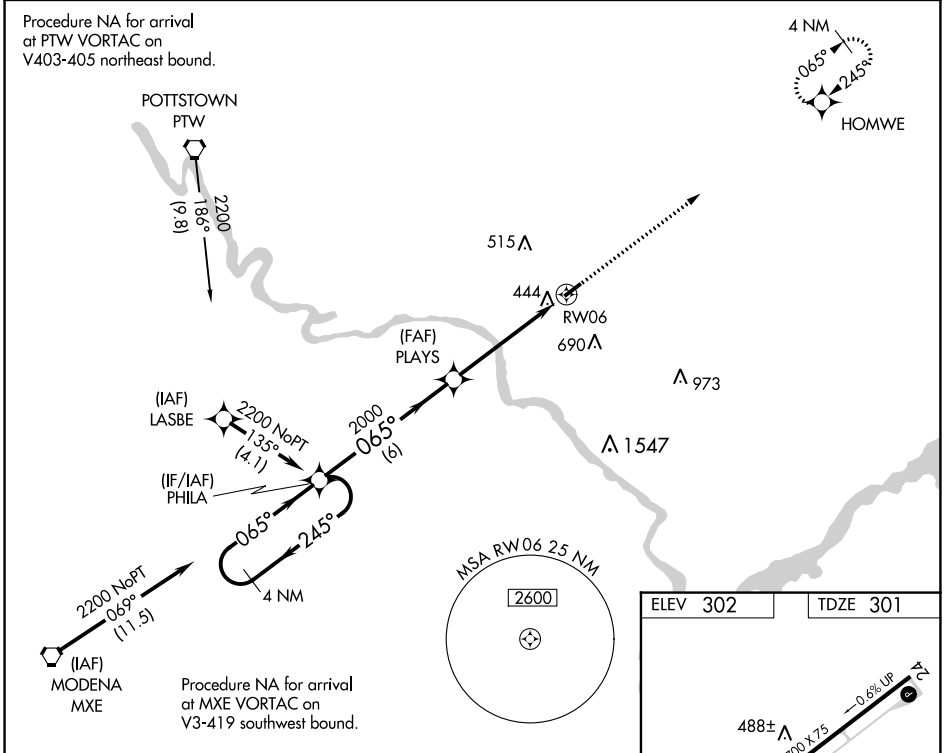 Procedure NA for arrival
at PTW VORTAC on
V403-405 northeast bound.
4 NM
065°
245°
HOMWE
POTTSTOWN
PTW
2200
186°
(9.8)
515
444
RW06
690
(FAF)
PLAYS
973
(IAF)
LASBE
2200 NoPT
135°
(4.1)
2000
065°
(6)
1547
(IF/IAF)
PHILA
065°
245°
4 NM
2200 NoPT
069°
(11.5)
(IAF)
MODENA
MXE
MSA RW06 25 NM
2600
Procedure NA for arrival
at MXE VORTAC on
V3-419 southwest bound.
ELEV 302
TDZE 301
24
0.6% UP
P
488±
700 X 75